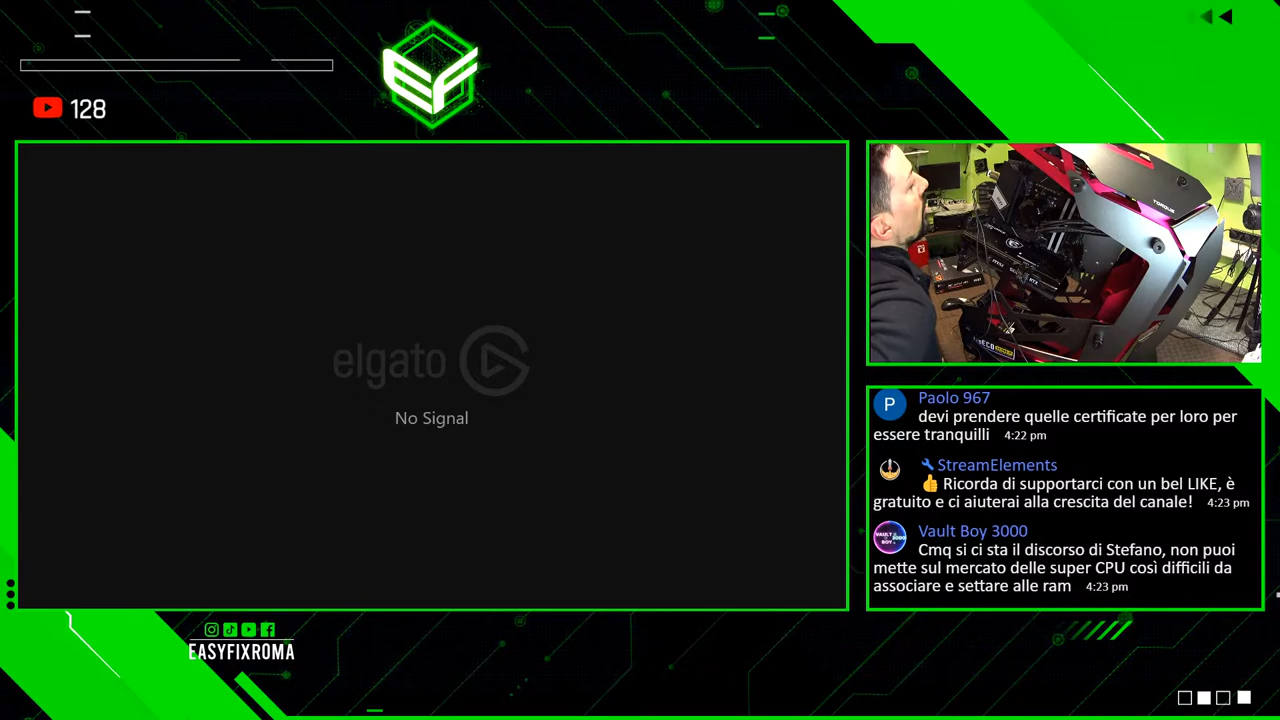 EF
128
elgato
No Signal
TORQUE
Paolo 967
devi prendere quelle certificate per loro per
essere tranquilli 4:22 pm
StreamElements
👍 Ricorda di supportarci con un bel LIKE, è
gratuito e ci aiuterai alla crescita del canale! 4:23 pm
Vault Boy 3000
Cmq si ci sta il discorso di Stefano, non puoi
mette sul mercato delle super CPU così difficili da
associare e settare alle ram 4:23 pm
EASYFIXROMA